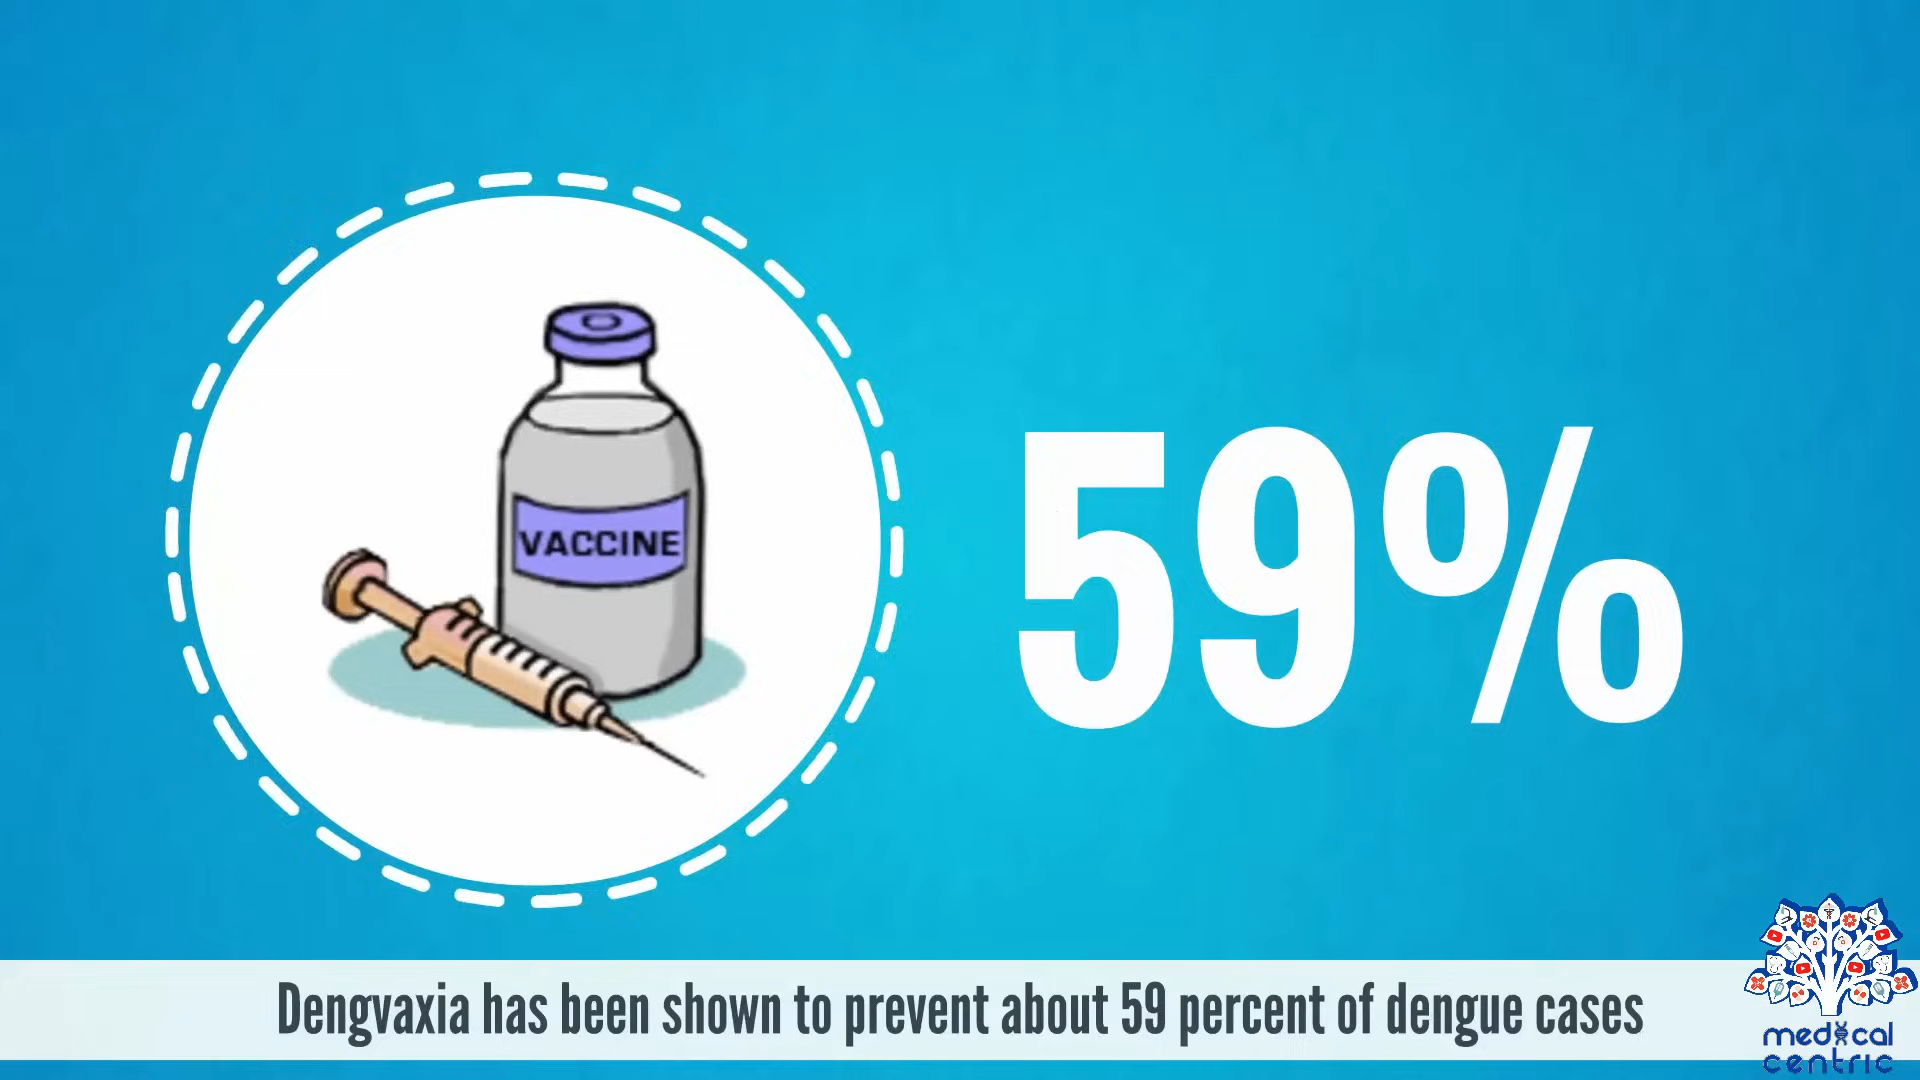 VACCINE
59%
Dengvaxia has been shown to prevent about 59 percent of dengue cases
medical
centric